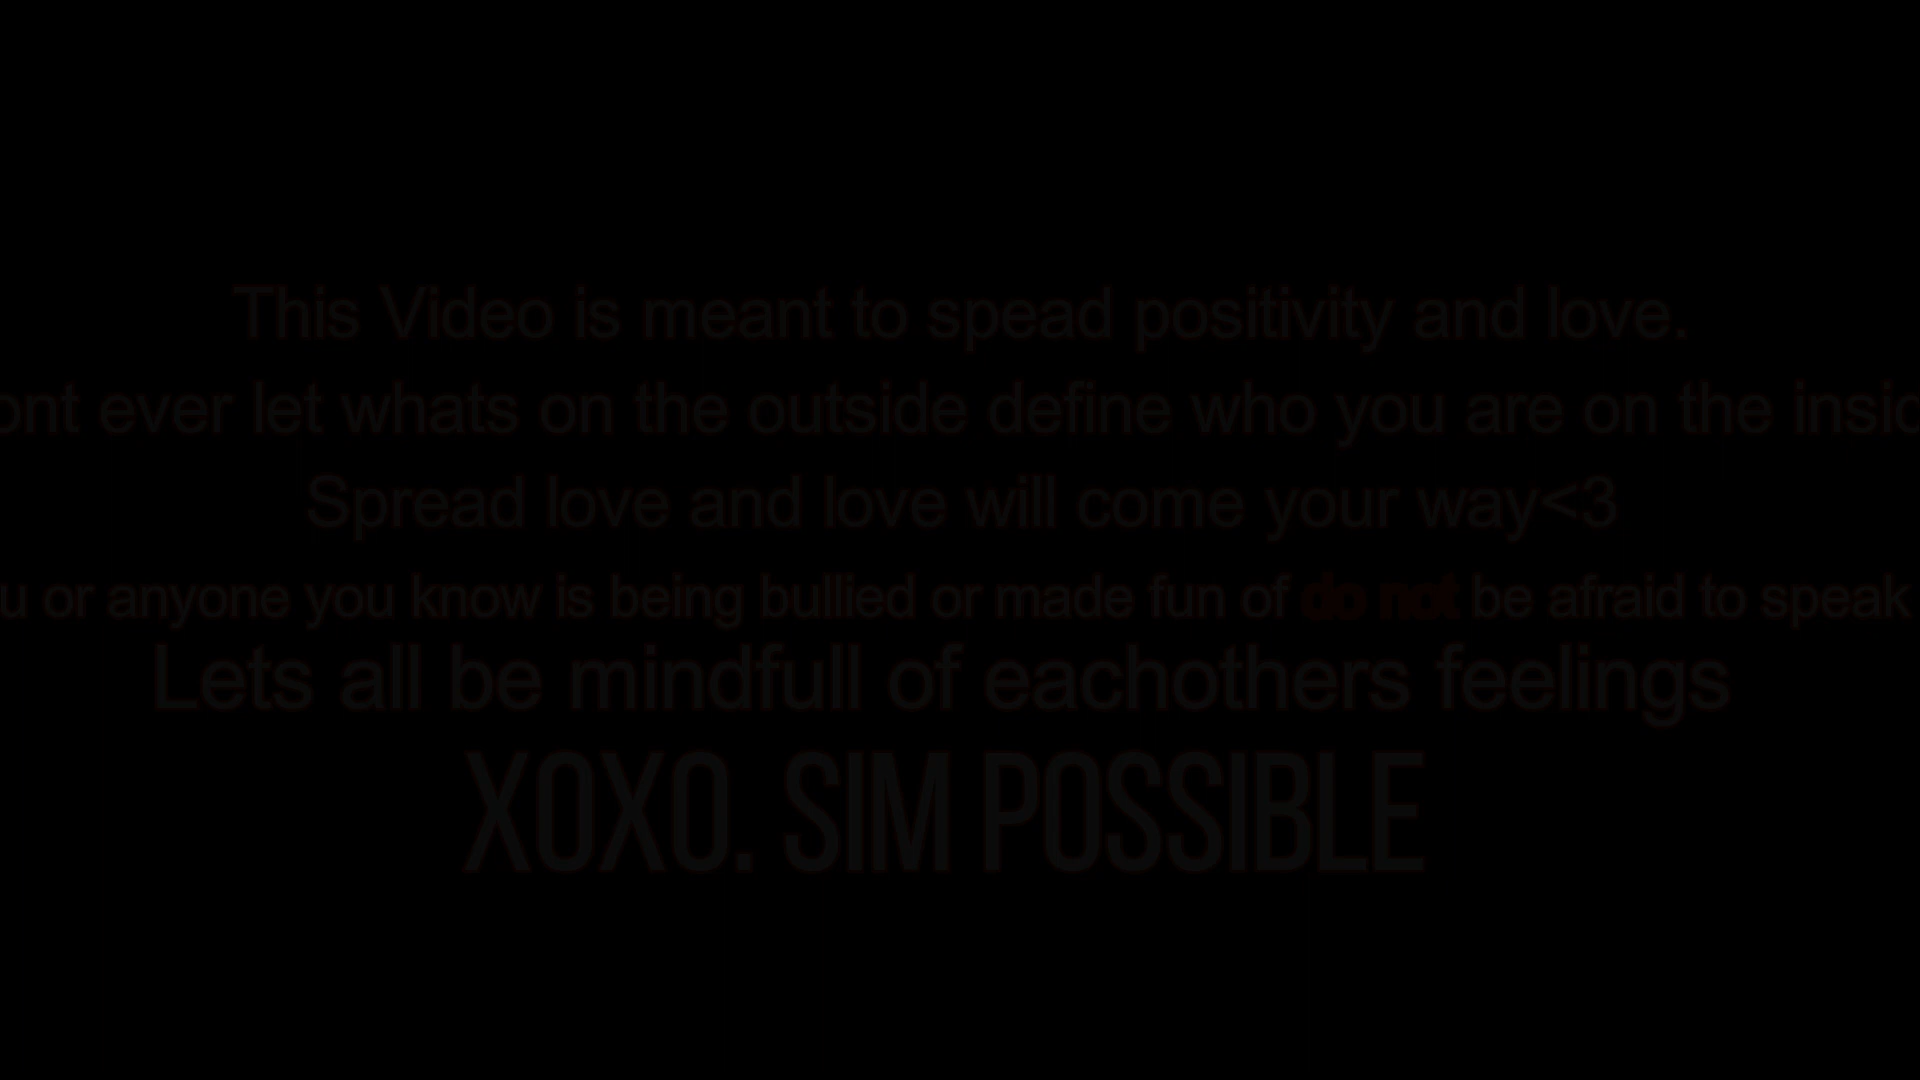 This Video is meant to spead positivity and love.
ont ever let whats on the outside define who you are on the insid
Spread love and love will come your way<3
u or anyone you know is being bullied or made fun of do not be afraid to speak
Lets all be mindfull of eachothers feelings
XOXO. SIM POSSIBLE